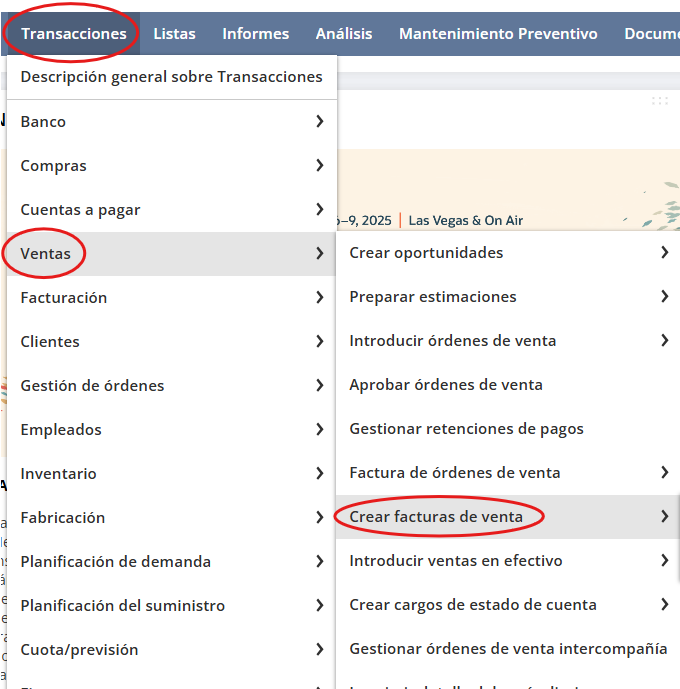 Transacciones Listas Informes Análisis Mantenimiento Preventivo
Descripción general sobre Transacciones
Banco
Compras
Cuentas a pagar
2025 | Las Vegas & On Air
Ventas
Crear oportunidades
Facturación
Preparar estimaciones
Clientes
Introducir órdenes de venta
Gestión de órdenes
Aprobar órdenes de venta
Empleados
Gestionar retenciones de pagos
Inventario
Factura de órdenes de venta
Fabricación
Crear facturas de venta
Planificación de demanda
Introducir ventas en efectivo
Planificación del suministro
Crear cargos de estado de cuenta
Cuota/previsión
Gestionar órdenes de venta intercompañía